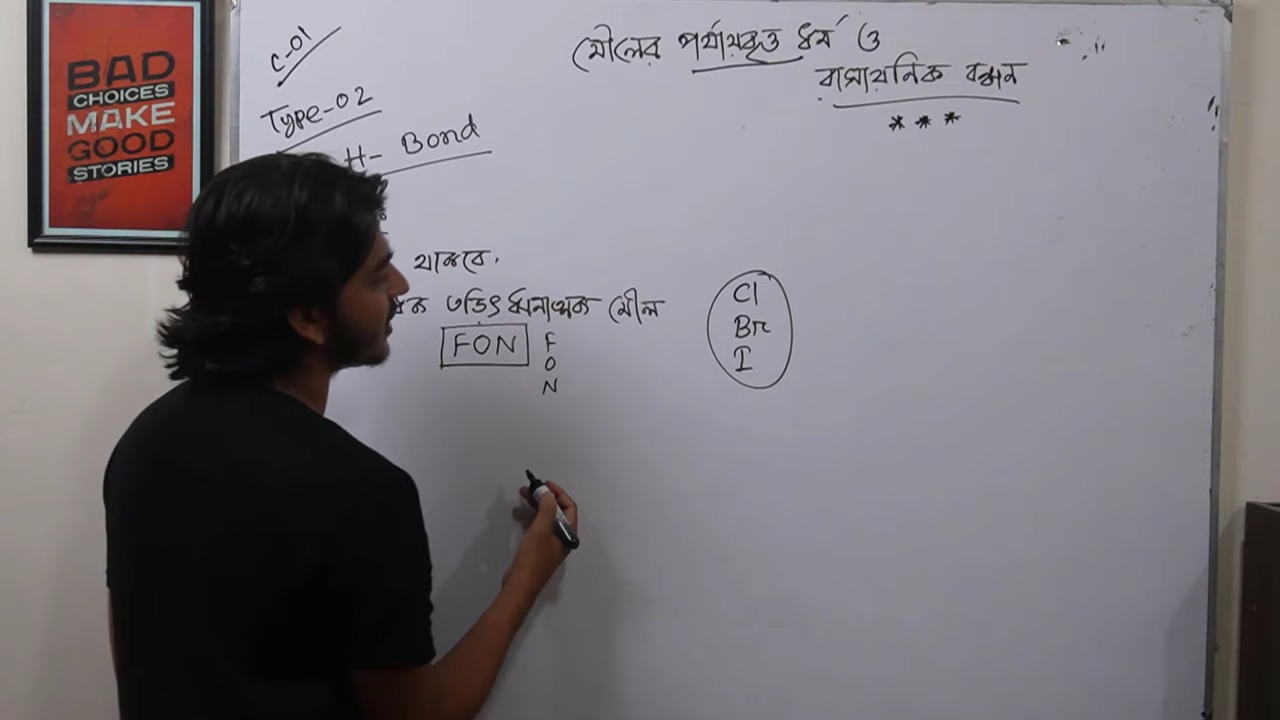 BAD
CHOICES
MAKE
GOOD
STORIES
C-01
Type-02
H- Bond
মৌলের পর্যায়বৃত্ত ধর্ম ও
রাসায়নিক বন্ধন
* * *
থাকবে.
তড়িৎ ধনাত্মক মৌল
FON
F
O
N
Cl
Br
I